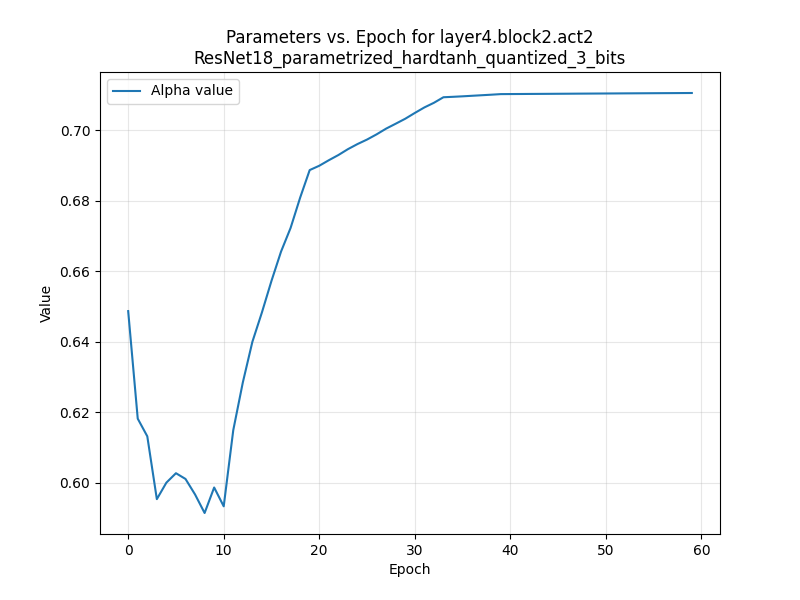 Parameters vs. Epoch for layer4.block2.act2
ResNet18_parametrized_hardtanh_quantized_3_bits
Alpha value
0.70
0.68
0.66
0.64
0.62
0.60
Value
0 10 20 30 40 50 60
Epoch